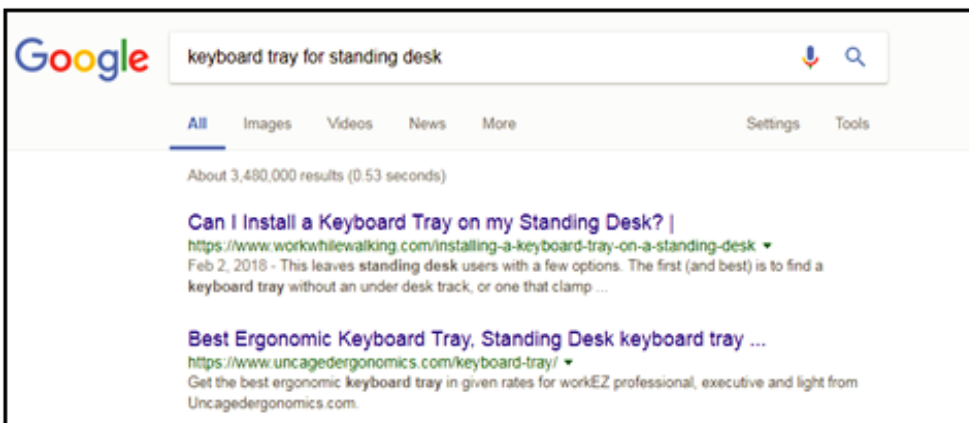 Google
keyboard tray for standing desk
All Images Videos News More Settings Tools
About 3,480,000 results (0.53 seconds)
Can I Install a Keyboard Tray on my Standing Desk? |
https://www.workwhilewalking.com/installing-a-keyboard-tray-on-a-standing-desk
Feb 2, 2018 - This leaves standing desk users with a few options. The first (and best) is to find a
keyboard tray without an under desk track, or one that clamp ...
Best Ergonomic Keyboard Tray, Standing Desk keyboard tray ...
https://www.uncagedergonomics.com/keyboard-tray/
Get the best ergonomic keyboard tray in given rates for workEZ professional, executive and light from
Uncagedergonomics.com.